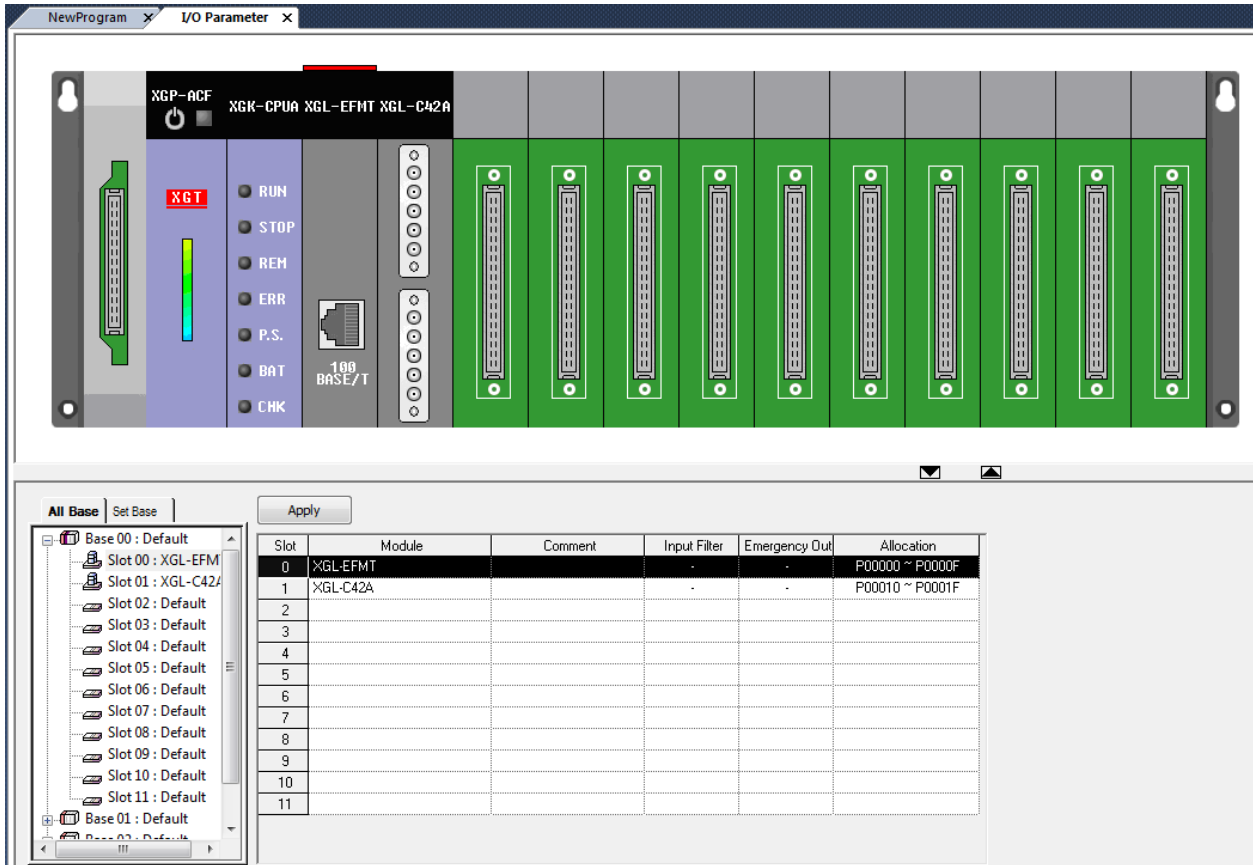 NewProgram
I/O Parameter
XGP-ACF
XGK-CPUA
XGL-EFMT
XGL-C42A
XGT
RUN
STOP
REM
ERR
P.S.
BAT
CHK
100
BASE/T
All Base
Set Base
Apply
Base 00 : Default
Slot 00 : XGL-EFM
Slot 01 : XGL-C42
Slot 02 : Default
Slot 03 : Default
Slot 04 : Default
Slot 05 : Default
Slot 06 : Default
Slot 07 : Default
Slot 08 : Default
Slot 09 : Default
Slot 10 : Default
Slot 11 : Default
Base 01 : Default
Slot Module Comment Input Filter Emergency Out Allocation
0 XGL-EFMT - - P00000 ~ P0000F
1 XGL-C42A - - P00010 ~ P0001F
2
3
4
5
6
7
8
9
10
11